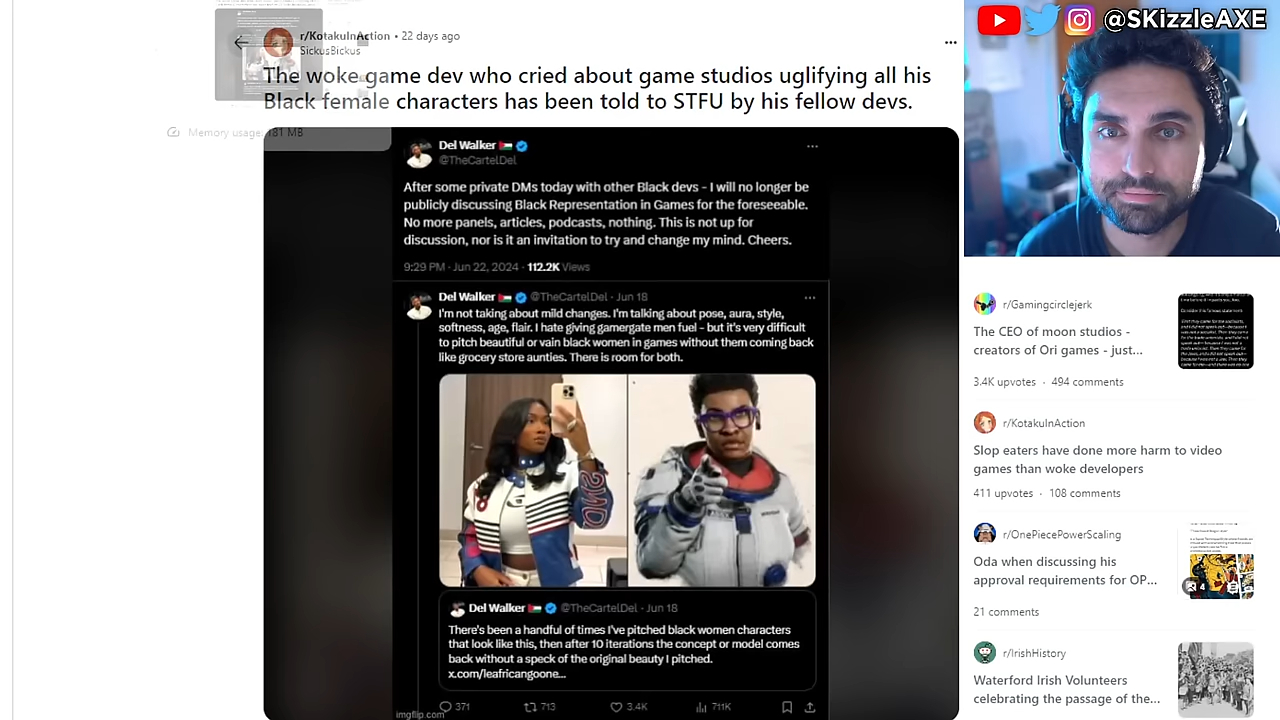 @SKizzleAXE
r/KotakuInAction • 22 days ago
SickusBickus
The woke game dev who cried about game studios uglifying all his
Black female characters has been told to STFU by his fellow devs.
Memory usage: 181 MB
Del Walker
@TheCartelDel
After some private DMs today with other Black devs - I will no longer be
publicly discussing Black Representation in Games for the foreseeable.
No more panels, articles, podcasts, nothing. This is not up for
discussion, nor is it an invitation to try and change my mind. Cheers.
9:29 PM · Jun 22, 2024 · 112.2K Views
Del Walker @TheCartelDel · Jun 18
I'm not taking about mild changes. I'm talking about pose, aura, style,
softness, age, flair. I hate giving gamergate men fuel - but it's very difficult
to pitch beautiful or vain black women in games without them coming back
like grocery store aunties. There is room for both.
Del Walker @TheCartelDel · Jun 18
There's been a handful of times I've pitched black women characters
that look like this, then after 10 iterations the concept or model comes
back without a speck of the original beauty I pitched.
x.com/leafricangoone...
371
713
3.4K
711K
imgflip.com
r/Gamingcirclejerk
The CEO of moon studios -
creators of Ori games - just...
3.4K upvotes · 494 comments
r/KotakuInAction
Slop eaters have done more harm to video
games than woke developers
411 upvotes · 108 comments
r/OnePiecePowerScaling
Oda when discussing his
approval requirements for OP...
4
21 comments
r/IrishHistory
Waterford Irish Volunteers
celebrating the passage of the...